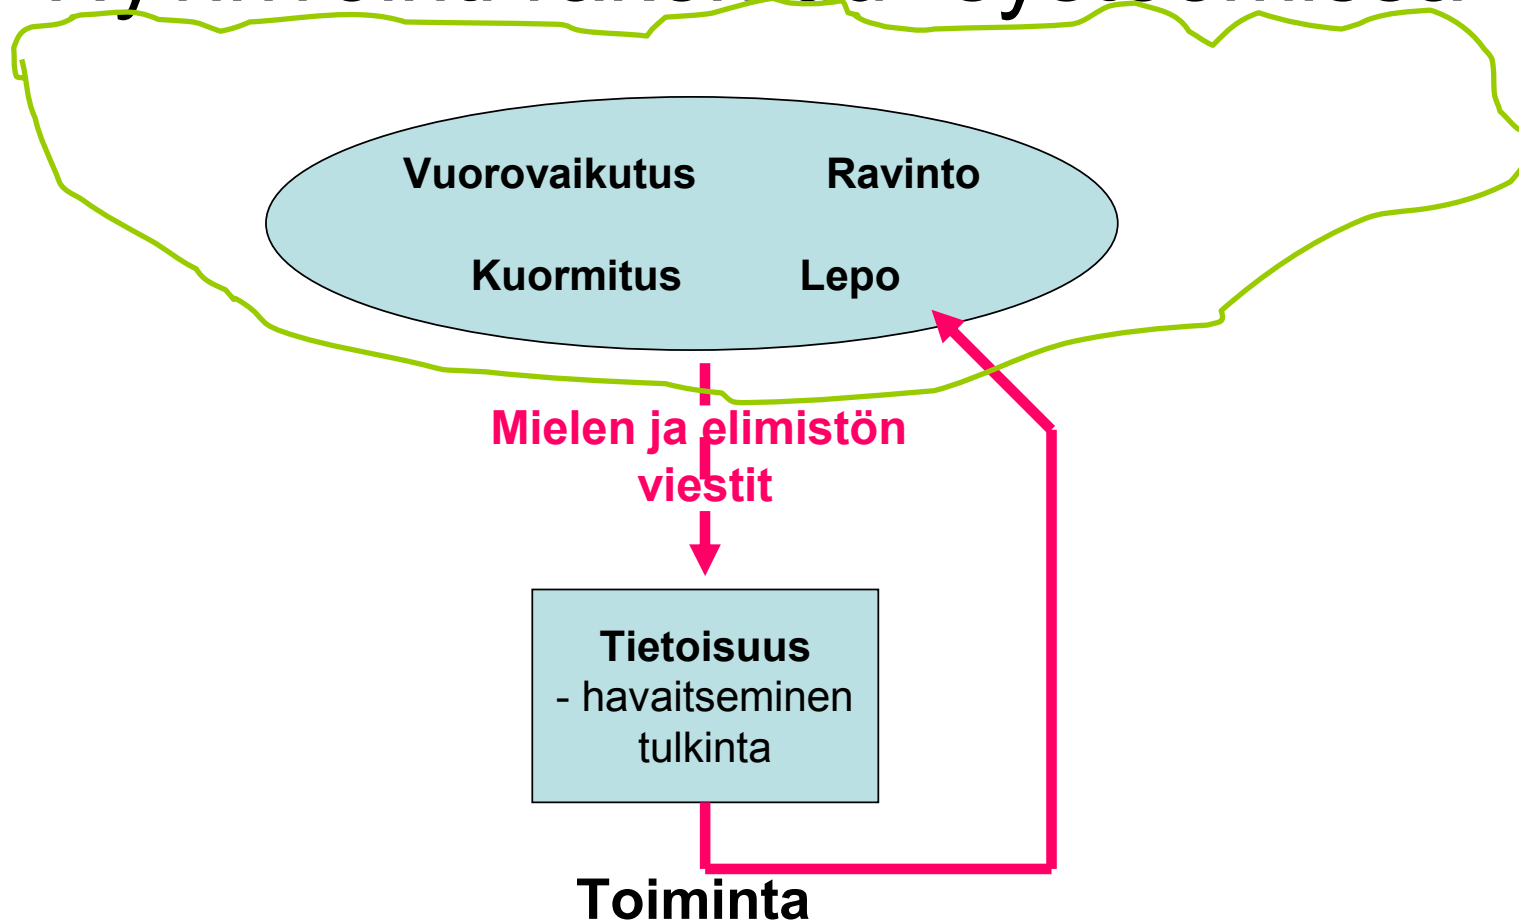 Vuorovaikutus Ravinto
Kuormitus Lepo
Mielen ja elimistön
viestit
Tietoisuus
- havaitseminen
tulkinta
Toiminta